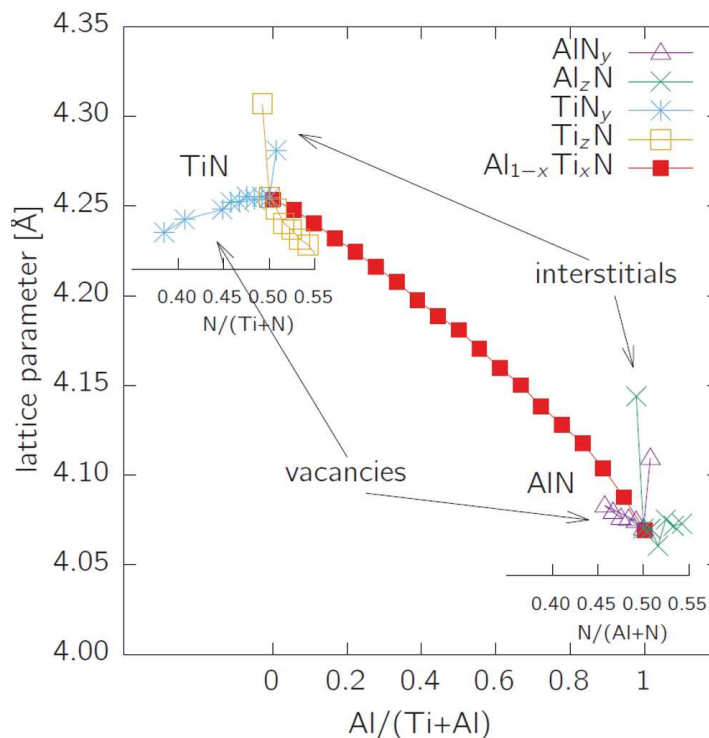 4.35
4.30
4.25
4.20
4.15
4.10
4.05
4.00
lattice parameter [Å]
AlN_y
Al_zN
TiN_y
Ti_zN
Al_{1−x}Ti_xN
TiN
0.40 0.45 0.50 0.55
N/(Ti+N)
interstitials
vacancies
AlN
0.40 0.45 0.50 0.55
N/(Al+N)
0 0.2 0.4 0.6 0.8 1
Al/(Ti+Al)